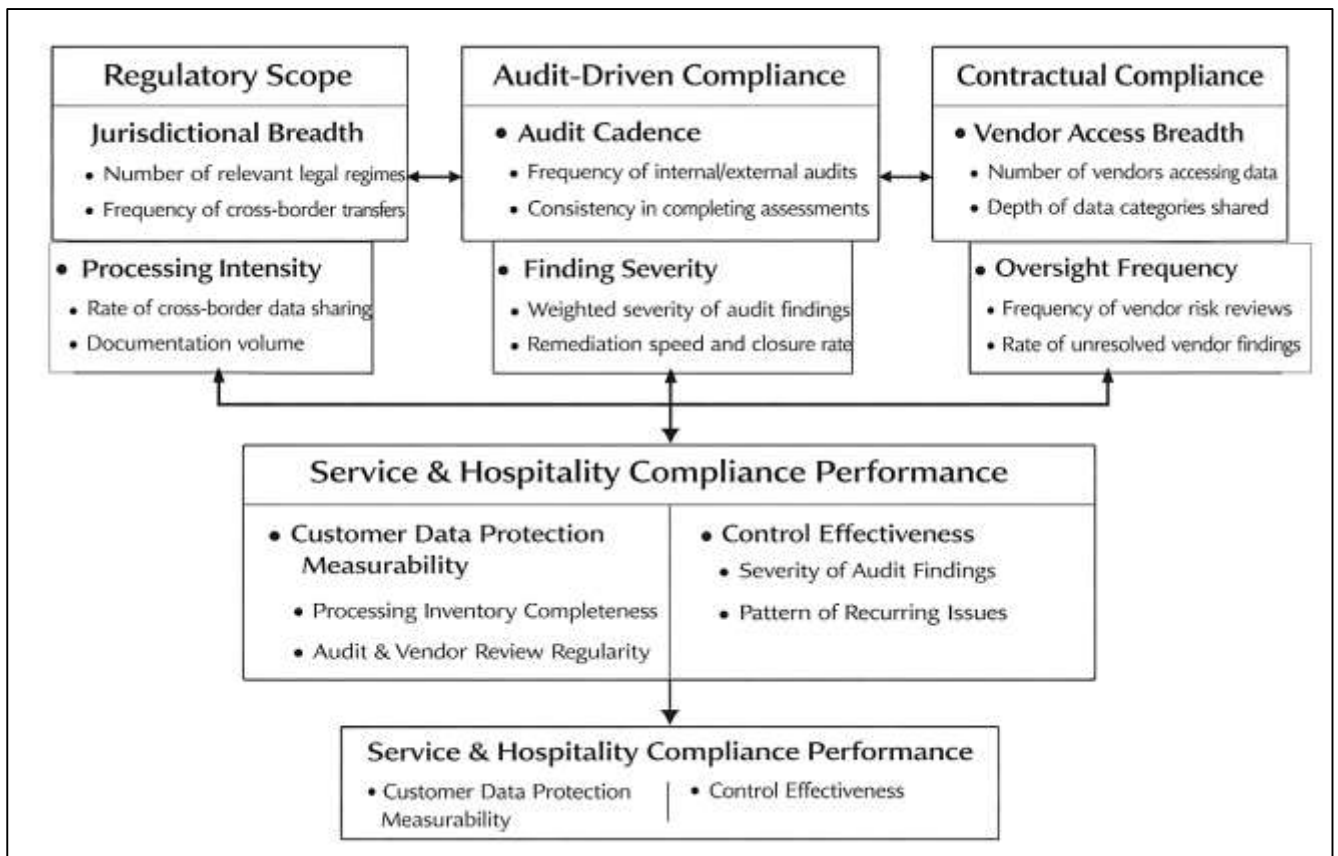 Regulatory Scope
Jurisdictional Breadth
• Number of relevant legal regimes
• Frequency of cross-border transfers
• Processing Intensity
• Rate of cross-border data sharing
• Documentation volume
Audit-Driven Compliance
• Audit Cadence
• Frequency of internal/external audits
• Consistency in completing assessments
• Finding Severity
• Weighted severity of audit findings
• Remediation speed and closure rate
Contractual Compliance
• Vendor Access Breadth
• Number of vendors accessing data
• Depth of data categories shared
• Oversight Frequency
• Frequency of vendor risk reviews
• Rate of unresolved vendor findings
Service & Hospitality Compliance Performance
• Customer Data Protection
Measurability
• Processing Inventory Completeness
• Audit & Vendor Review Regularity
• Control Effectiveness
• Severity of Audit Findings
• Pattern of Recurring Issues
Service & Hospitality Compliance Performance
• Customer Data Protection
Measurability
• Control Effectiveness